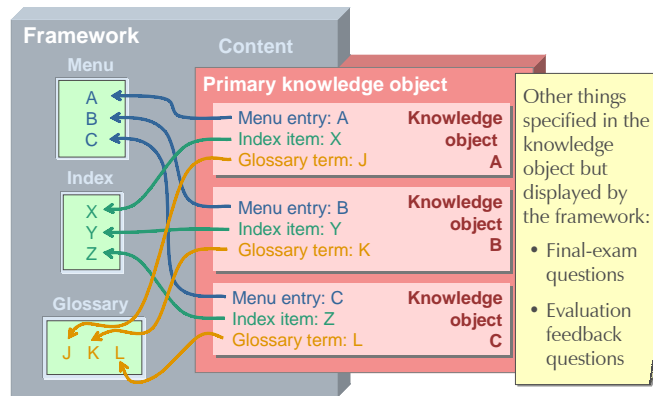 Framework
Content
Menu
A
B
C
Index
X
Y
Z
Glossary
J K L
Primary knowledge object
Menu entry: A
Index item: X
Glossary term: J
Knowledge
object
A
Menu entry: B
Index item: Y
Glossary term: K
Knowledge
object
B
Menu entry: C
Index item: Z
Glossary term: L
Knowledge
object
C
Other things
specified in the
knowledge
object but
displayed by
the framework:
• Final-exam
questions
• Evaluation
feedback
questions